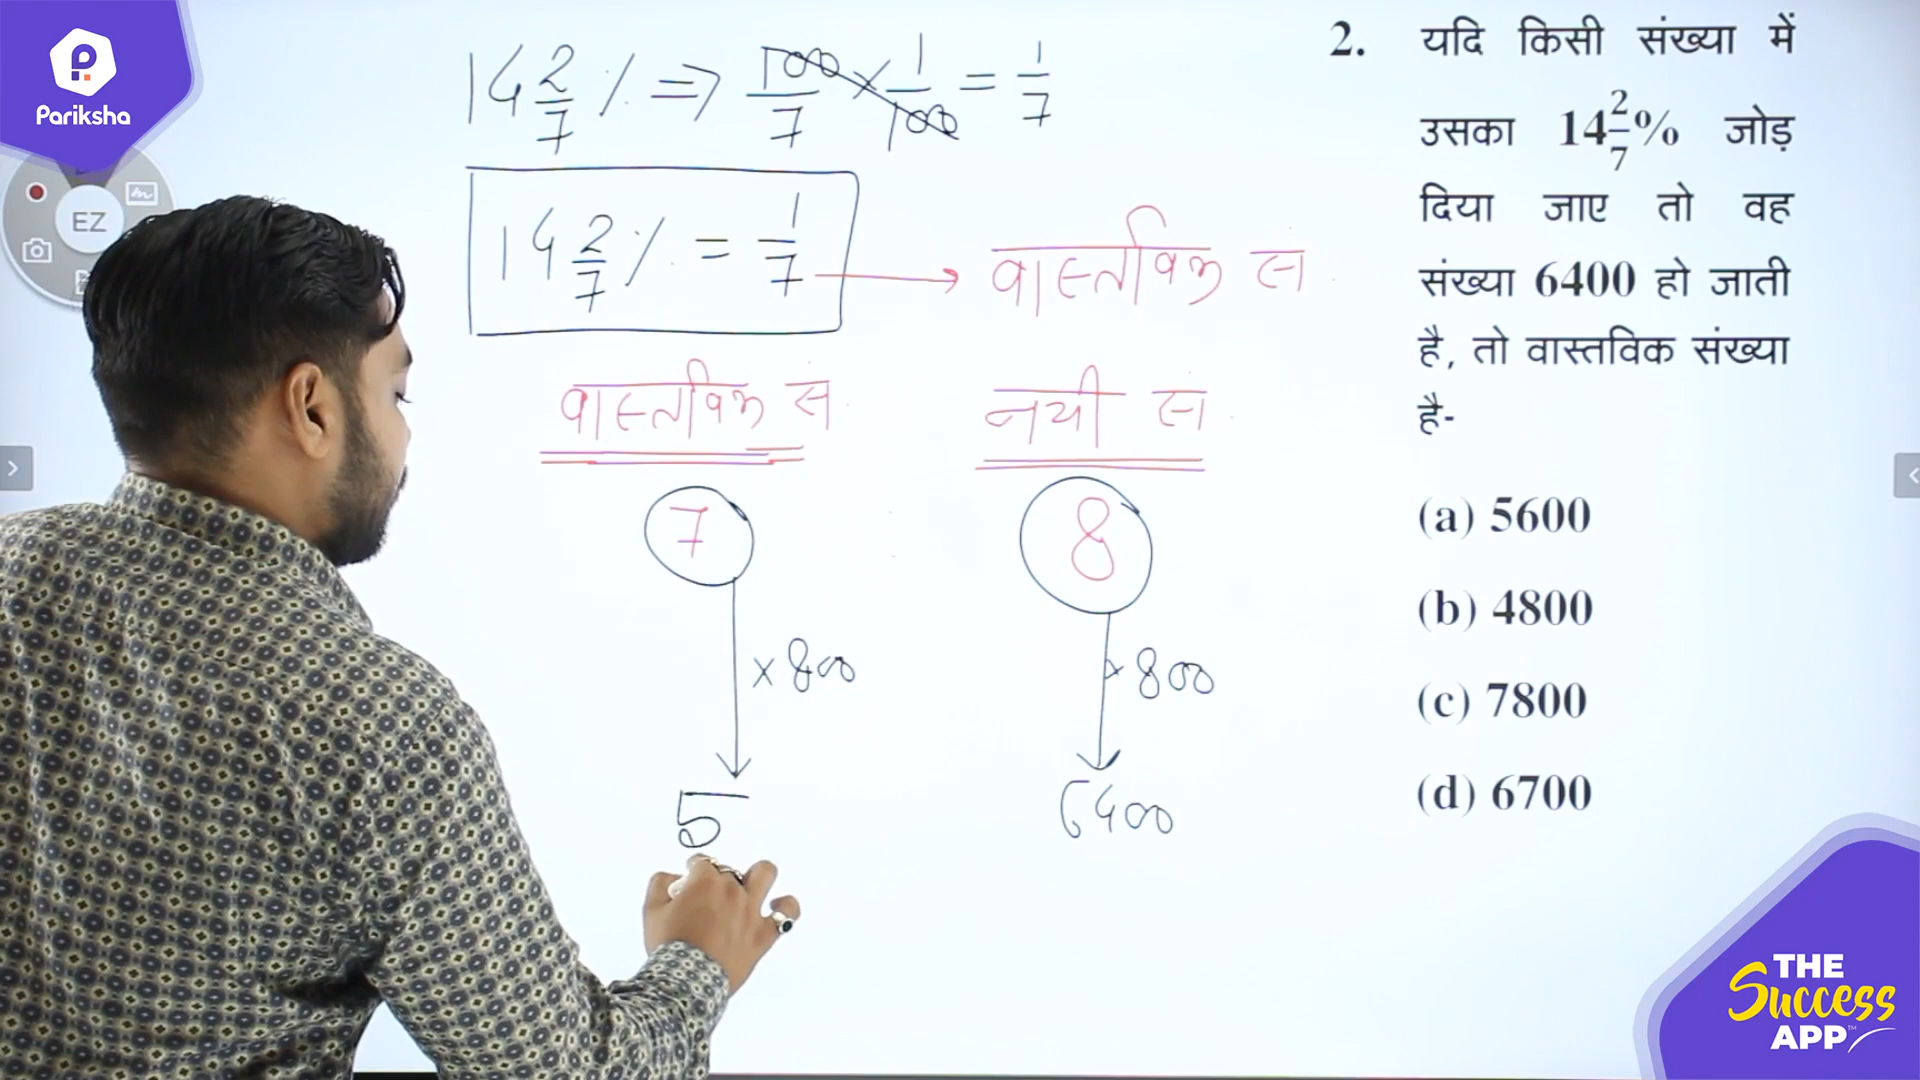 Pariksha
EZ
14 2/7 % ⇒ 100/7 × 1/100 = 1/7
14 2/7 % = 1/7 → वास्तविक सं.
वास्तविक सं.
नयी सं.
7
8
× 800
× 800
5
6400
2. यदि किसी संख्या में
उसका 14 2/7 % जोड़
दिया जाए तो वह
संख्या 6400 हो जाती
है, तो वास्तविक संख्या
है-
(a) 5600
(b) 4800
(c) 7800
(d) 6700
THE
Success
APP™